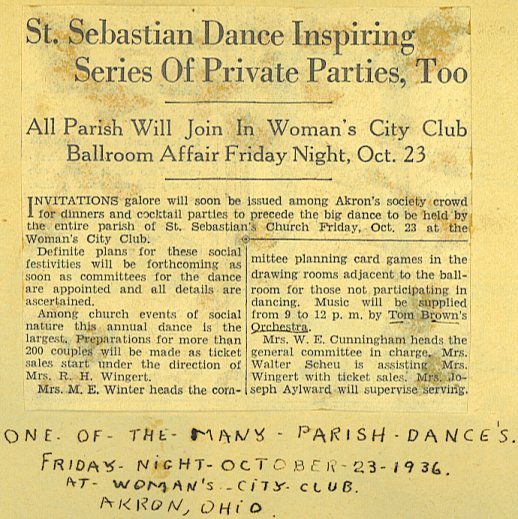 St. Sebastian Dance Inspiring
Series Of Private Parties, Too
All Parish Will Join In Woman's City Club
Ballroom Affair Friday Night, Oct. 23
INVITATIONS galore will soon be issued among Akron's society crowd
for dinners and cocktail parties to precede the big dance to be held by
the entire parish of St. Sebastian's Church Friday, Oct. 23 at the
Woman's City Club.
Definite plans for these social
festivities will be forthcoming as
soon as committees for the dance
are appointed and all details are
ascertained.
Among church events of social
nature this annual dance is the
largest. Preparations for more than
200 couples will be made as ticket
sales start under the direction of
Mrs. R. H. Wingert.
Mrs. M. E. Winter heads the com-
mittee planning card games in the
drawing rooms adjacent to the ball-
room for those not participating in
dancing. Music will be supplied
from 9 to 12 p. m. by Tom Brown's
Orchestra.
Mrs. W. E. Cunningham heads the
general committee in charge. Mrs.
Walter Scheu is assisting Mrs.
Wingert with ticket sales. Mrs. Jo-
seph Aylward will supervise serving.
ONE-OF-THE-MANY-PARISH-DANCE'S.
FRIDAY-NIGHT-OCTOBER-23-1936.
AT-WOMAN'S-CITY-CLUB.
AKRON, OHIO